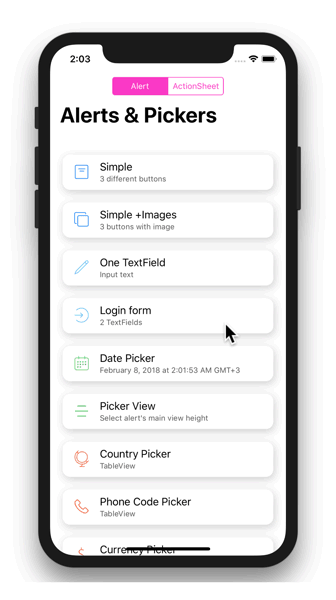 2:03
Alert
ActionSheet
Alerts & Pickers
Simple
3 different buttons
Simple +Images
3 buttons with image
One TextField
Input text
Login form
2 TextFields
Date Picker
February 8, 2018 at 2:01:53 AM GMT+3
Picker View
Select alert's main view height
Country Picker
TableView
Phone Code Picker
TableView
Currency Picker